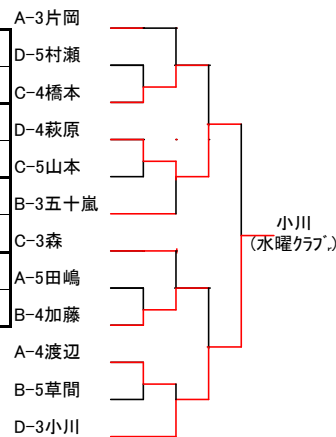 A-3片岡
D-5村瀬
C-4橋本
D-4萩原
C-5山本
B-3五十嵐
C-3森
A-5田嶋
B-4加藤
A-4渡辺
B-5草間
D-3小川
小川
(水曜ｸﾗﾌﾞ)